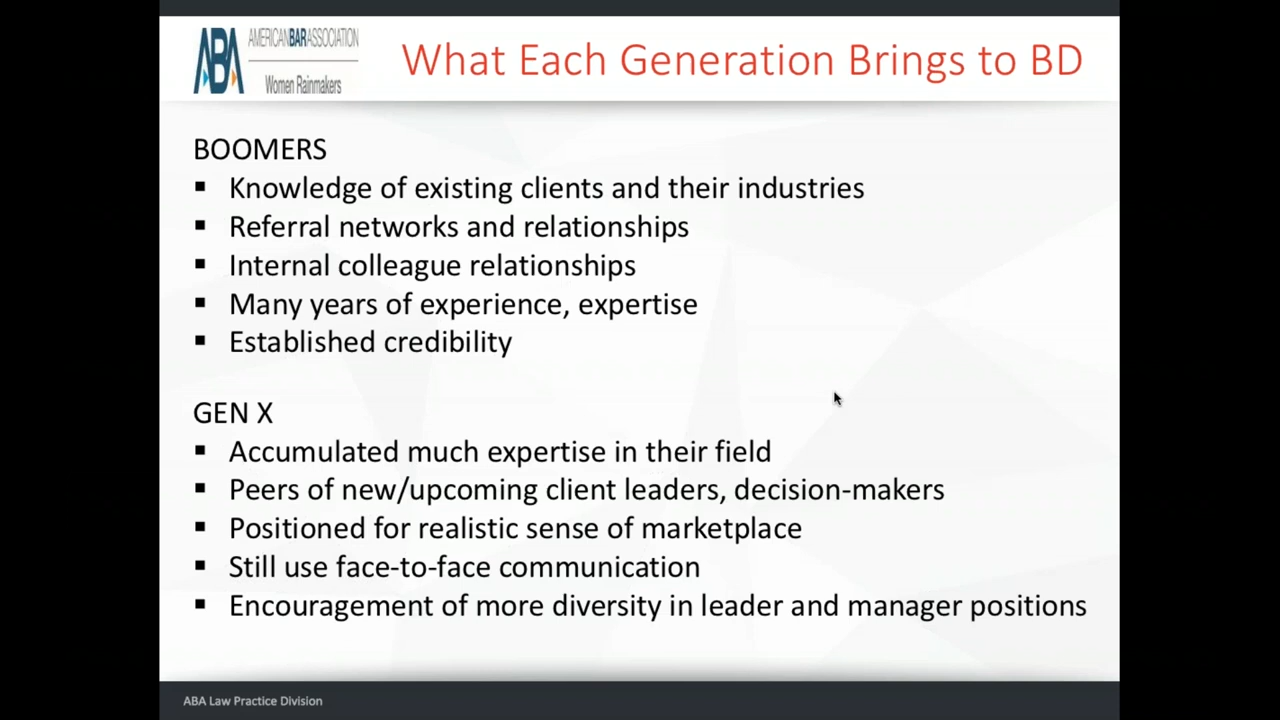 ABA
AMERICANBARASSOCIATION
Women Rainmakers
What Each Generation Brings to BD
BOOMERS
▪ Knowledge of existing clients and their industries
▪ Referral networks and relationships
▪ Internal colleague relationships
▪ Many years of experience, expertise
▪ Established credibility
GEN X
▪ Accumulated much expertise in their field
▪ Peers of new/upcoming client leaders, decision-makers
▪ Positioned for realistic sense of marketplace
▪ Still use face-to-face communication
▪ Encouragement of more diversity in leader and manager positions
ABA Law Practice Division